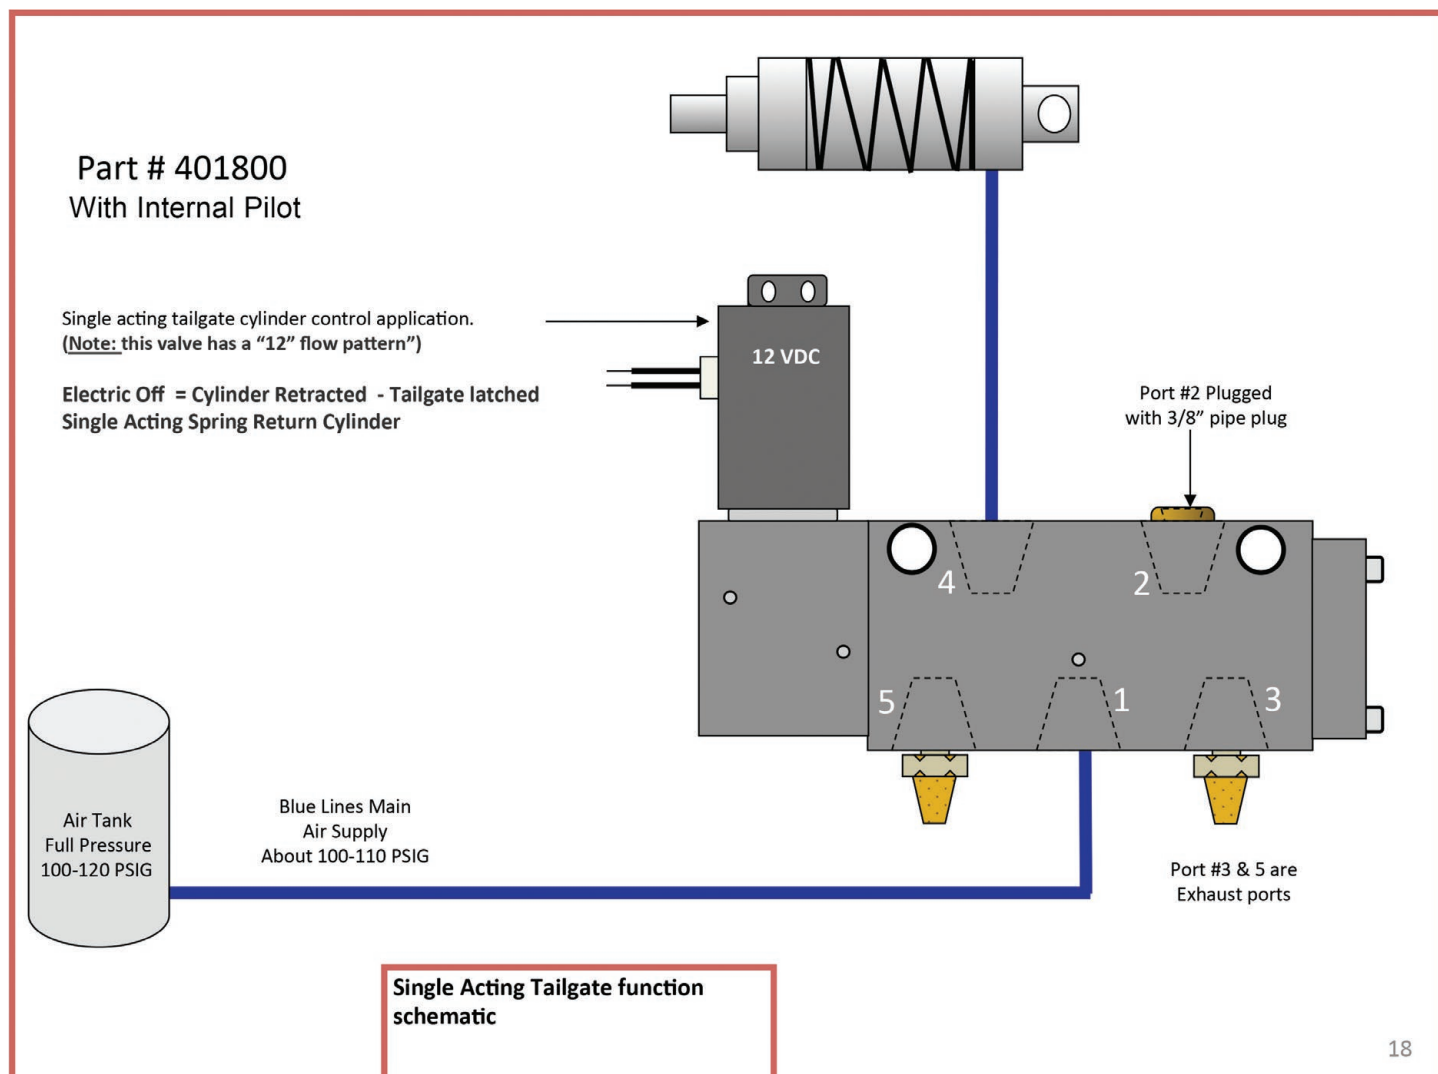 Part # 401800
With Internal Pilot
Single acting tailgate cylinder control application.
(Note: this valve has a “12” flow pattern”)
Electric Off = Cylinder Retracted - Tailgate latched
Single Acting Spring Return Cylinder
12 VDC
Port #2 Plugged
with 3/8” pipe plug
4
2
5
1
3
Air Tank
Full Pressure
100-120 PSIG
Blue Lines Main
Air Supply
About 100-110 PSIG
Port #3 & 5 are
Exhaust ports
Single Acting Tailgate function
schematic
18